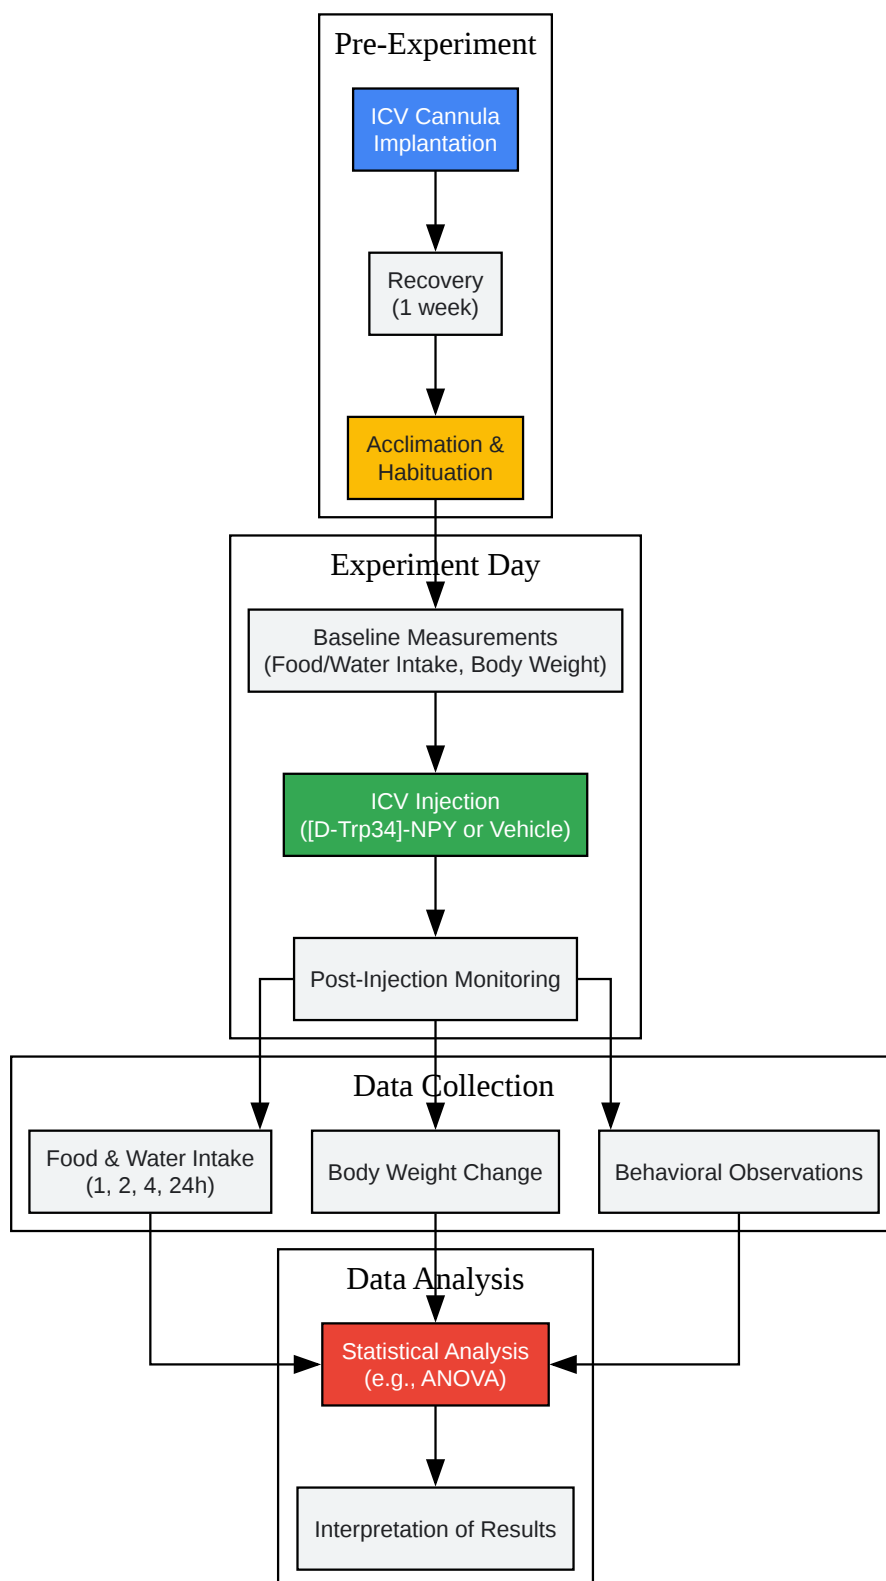 Pre-Experiment
ICV Cannula
Implantation
Recovery
(1 week)
Acclimation &
Habituation
Experiment Day
Baseline Measurements
(Food/Water Intake, Body Weight)
ICV Injection
([D-Trp34]-NPY or Vehicle)
Post-Injection Monitoring
Data Collection
Food & Water Intake
(1, 2, 4, 24h)
Body Weight Change
Behavioral Observations
Data Analysis
Statistical Analysis
(e.g., ANOVA)
Interpretation of Results